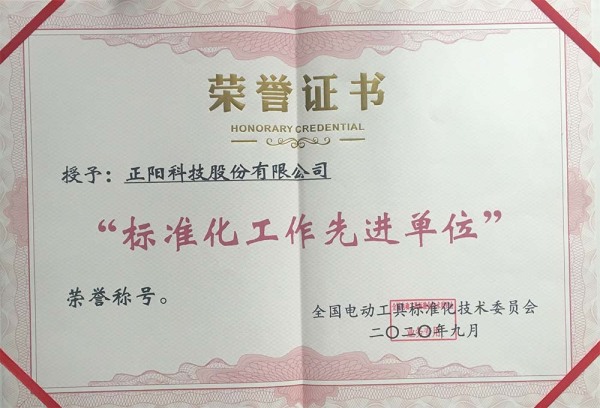 荣誉证书
HONORARY CREDENTIAL
授予：正阳科技股份有限公司
“标准化工作先进单位”
荣誉称号。
全国电动工具标准化技术委员会
二〇二〇年九月